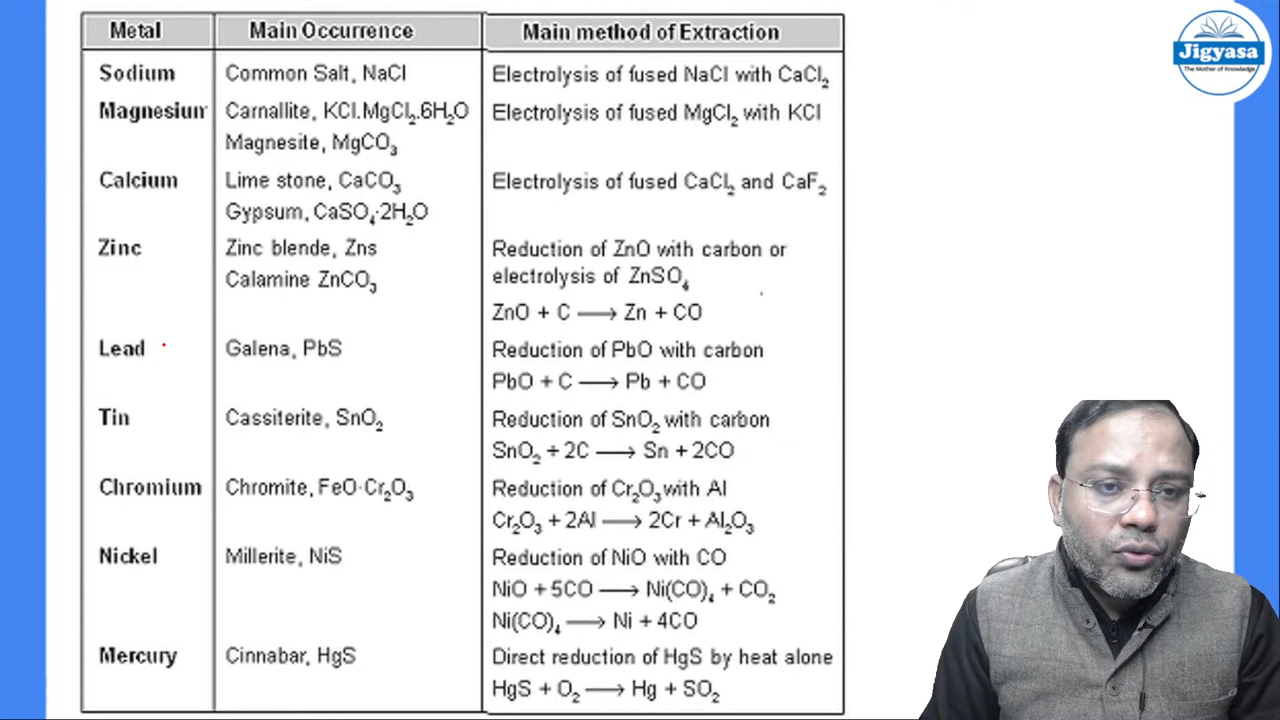 Metal Main Occurrence Main method of Extraction
Sodium Common Salt, NaCl Electrolysis of fused NaCl with CaCl₂
Magnesium Carnallite, KCl.MgCl₂.6H₂O Electrolysis of fused MgCl₂ with KCl
Magnesite, MgCO₃
Calcium Lime stone, CaCO₃ Electrolysis of fused CaCl₂ and CaF₂
Gypsum, CaSO₄·2H₂O
Zinc Zinc blende, Zns Reduction of ZnO with carbon or
Calamine ZnCO₃ electrolysis of ZnSO₄
ZnO + C ⟶ Zn + CO
Lead Galena, PbS Reduction of PbO with carbon
PbO + C ⟶ Pb + CO
Tin Cassiterite, SnO₂ Reduction of SnO₂ with carbon
SnO₂ + 2C ⟶ Sn + 2CO
Chromium Chromite, FeO·Cr₂O₃ Reduction of Cr₂O₃ with Al
Cr₂O₃ + 2Al ⟶ 2Cr + Al₂O₃
Nickel Millerite, NiS Reduction of NiO with CO
NiO + 5CO ⟶ Ni(CO)₄ + CO₂
Ni(CO)₄ ⟶ Ni + 4CO
Mercury Cinnabar, HgS Direct reduction of HgS by heat alone
HgS + O₂ ⟶ Hg + SO₂
Jigyasa
The Mother of Knowledge